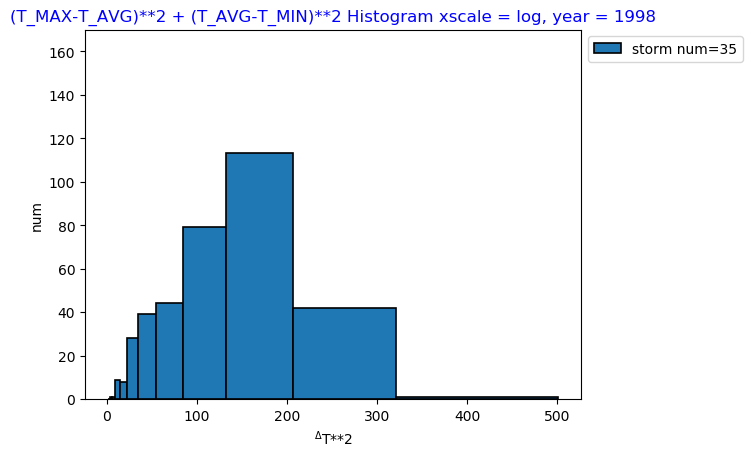 (T_MAX-T_AVG)**2 + (T_AVG-T_MIN)**2 Histogram xscale = log, year = 1998
storm num=35
160
140
120
100
80
60
40
20
0
num
0 100 200 300 400 500
ΔT**2